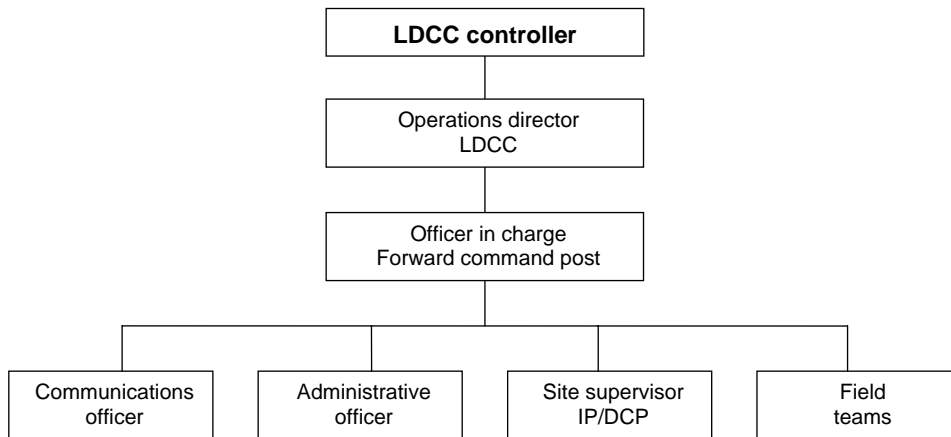 LDCC controller
Operations director
LDCC
Officer in charge
Forward command post
Communications
officer
Administrative
officer
Site supervisor
IP/DCP
Field
teams